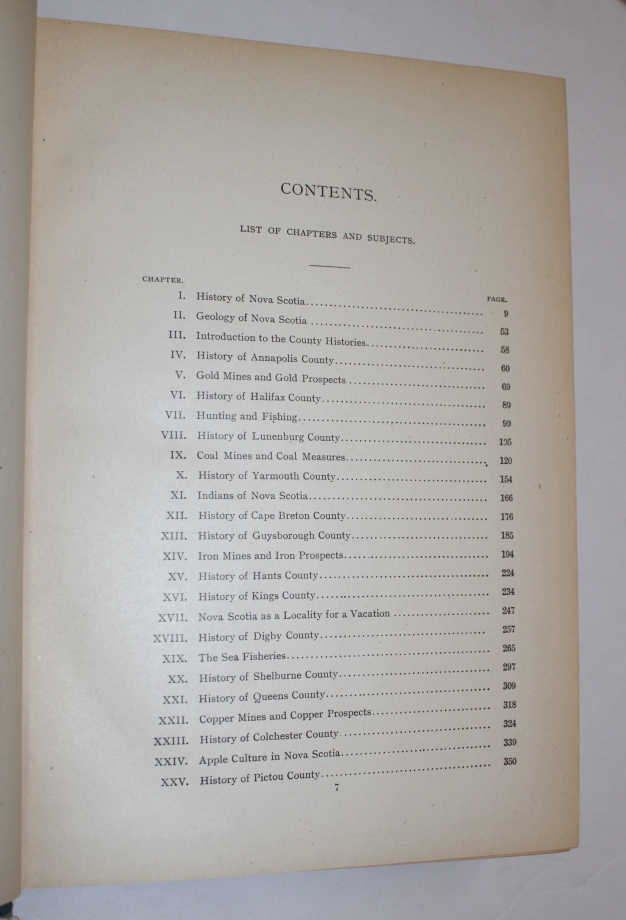 CONTENTS.
LIST OF CHAPTERS AND SUBJECTS.
CHAPTER. PAGE.
I. History of Nova Scotia 9
II. Geology of Nova Scotia 53
III. Introduction to the County Histories 58
IV. History of Annapolis County 60
V. Gold Mines and Gold Prospects 69
VI. History of Halifax County 89
VII. Hunting and Fishing 99
VIII. History of Lunenburg County 105
IX. Coal Mines and Coal Measures 120
X. History of Yarmouth County 154
XI. Indians of Nova Scotia 166
XII. History of Cape Breton County 176
XIII. History of Guysborough County 185
XIV. Iron Mines and Iron Prospects 194
XV. History of Hants County 224
XVI. History of Kings County 234
XVII. Nova Scotia as a Locality for a Vacation 247
XVIII. History of Digby County 257
XIX. The Sea Fisheries 265
XX. History of Shelburne County 297
XXI. History of Queens County 309
XXII. Copper Mines and Copper Prospects 318
XXIII. History of Colchester County 324
XXIV. Apple Culture in Nova Scotia 339
XXV. History of Pictou County 350
7